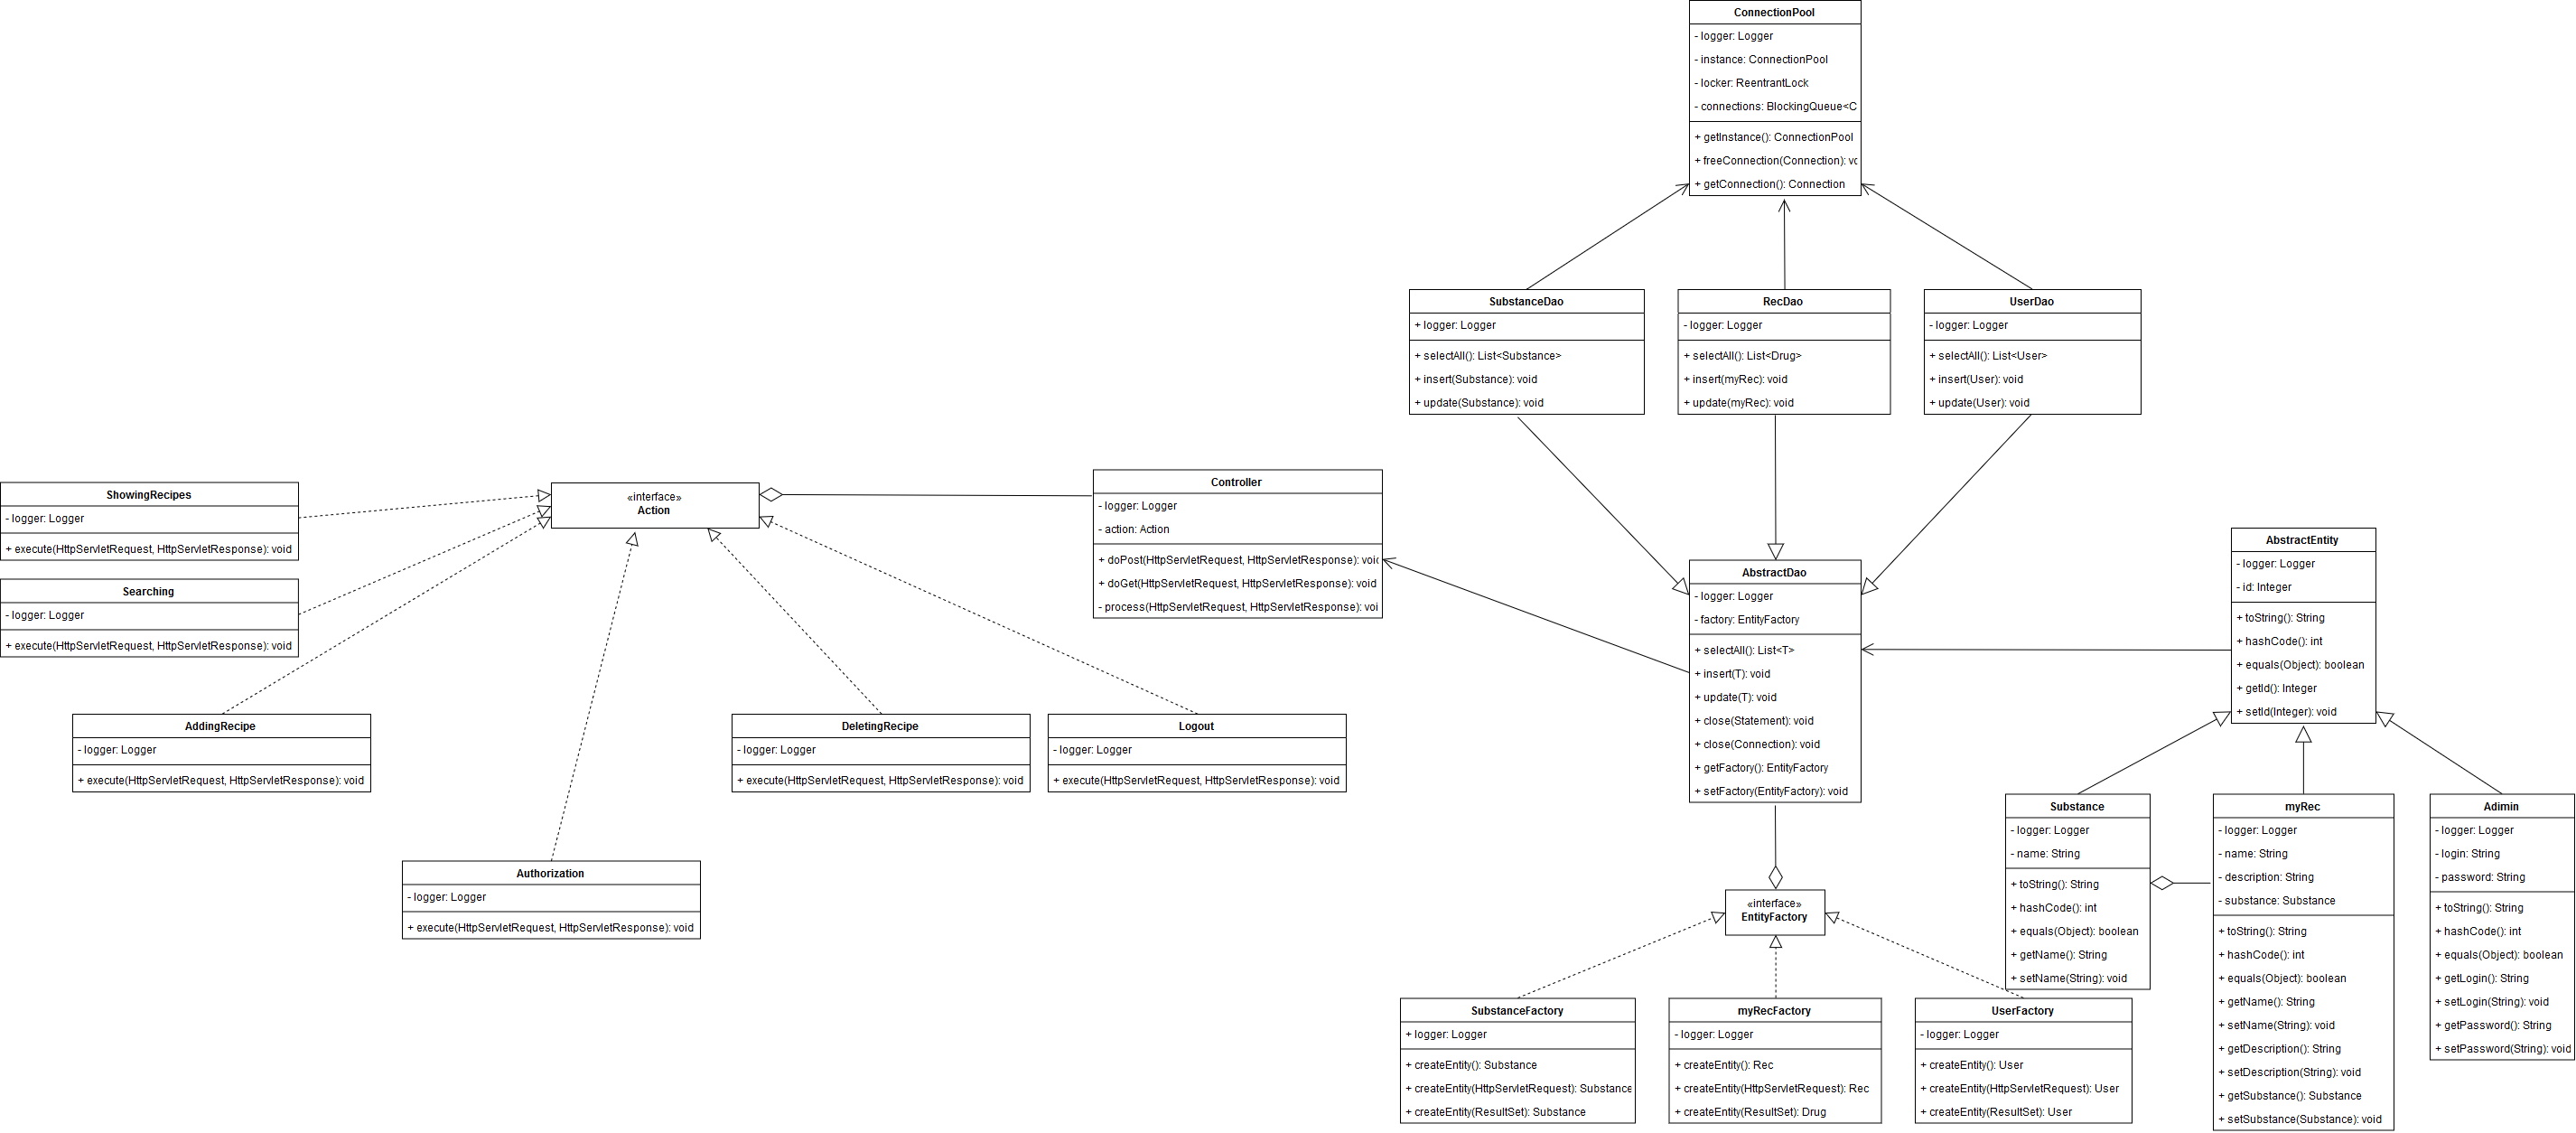 ConnectionPool
- logger: Logger
- instance: ConnectionPool
- locker: ReentrantLock
- connections: BlockingQueue<C
+ getInstance(): ConnectionPool
+ freeConnection(Connection): vo
+ getConnection(): Connection
SubstanceDao
+ logger: Logger
+ selectAll(): List<Substance>
+ insert(Substance): void
+ update(Substance): void
RecDao
- logger: Logger
+ selectAll(): List<Drug>
+ insert(myRec): void
+ update(myRec): void
UserDao
- logger: Logger
+ selectAll(): List<User>
+ insert(User): void
+ update(User): void
ShowingRecipes
- logger: Logger
+ execute(HttpServletRequest, HttpServletResponse): void
Searching
- logger: Logger
+ execute(HttpServletRequest, HttpServletResponse): void
«interface»
Action
Controller
- logger: Logger
- action: Action
+ doPost(HttpServletRequest, HttpServletResponse): voic
+ doGet(HttpServletRequest, HttpServletResponse): void
- process(HttpServletRequest, HttpServletResponse): voi
AbstractDao
- logger: Logger
- factory: EntityFactory
+ selectAll(): List<T>
+ insert(T): void
+ update(T): void
+ close(Statement): void
+ close(Connection): void
+ getFactory(): EntityFactory
+ setFactory(EntityFactory): void
AbstractEntity
- logger: Logger
- id: Integer
+ toString(): String
+ hashCode(): int
+ equals(Object): boolean
+ getId(): Integer
+ setId(Integer): void
AddingRecipe
- logger: Logger
+ execute(HttpServletRequest, HttpServletResponse): void
DeletingRecipe
- logger: Logger
+ execute(HttpServletRequest, HttpServletResponse): void
Logout
- logger: Logger
+ execute(HttpServletRequest, HttpServletResponse): void
Authorization
- logger: Logger
+ execute(HttpServletRequest, HttpServletResponse): void
Substance
- logger: Logger
- name: String
+ toString(): String
+ hashCode(): int
+ equals(Object): boolean
+ getName(): String
+ setName(String): void
myRec
- logger: Logger
- name: String
- description: String
- substance: Substance
+ toString(): String
+ hashCode(): int
+ equals(Object): boolean
+ getName(): String
+ setName(String): void
+ getDescription(): String
+ setDescription(String): void
+ getSubstance(): Substance
+ setSubstance(Substance): void
Adimin
- logger: Logger
- login: String
- password: String
+ toString(): String
+ hashCode(): int
+ equals(Object): boolean
+ getLogin(): String
+ setLogin(String): void
+ getPassword(): String
+ setPassword(String): void
«interface»
EntityFactory
SubstanceFactory
+ logger: Logger
+ createEntity(): Substance
+ createEntity(HttpServletRequest): Substance
+ createEntity(ResultSet): Substance
myRecFactory
- logger: Logger
+ createEntity(): Rec
+ createEntity(HttpServletRequest): Rec
+ createEntity(ResultSet): Drug
UserFactory
- logger: Logger
+ createEntity(): User
+ createEntity(HttpServletRequest): User
+ createEntity(ResultSet): User